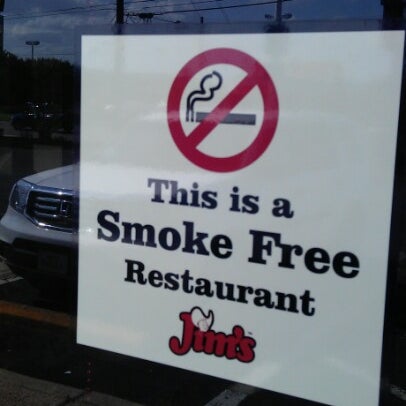 This is a
Smoke Free
Restaurant
Jim's